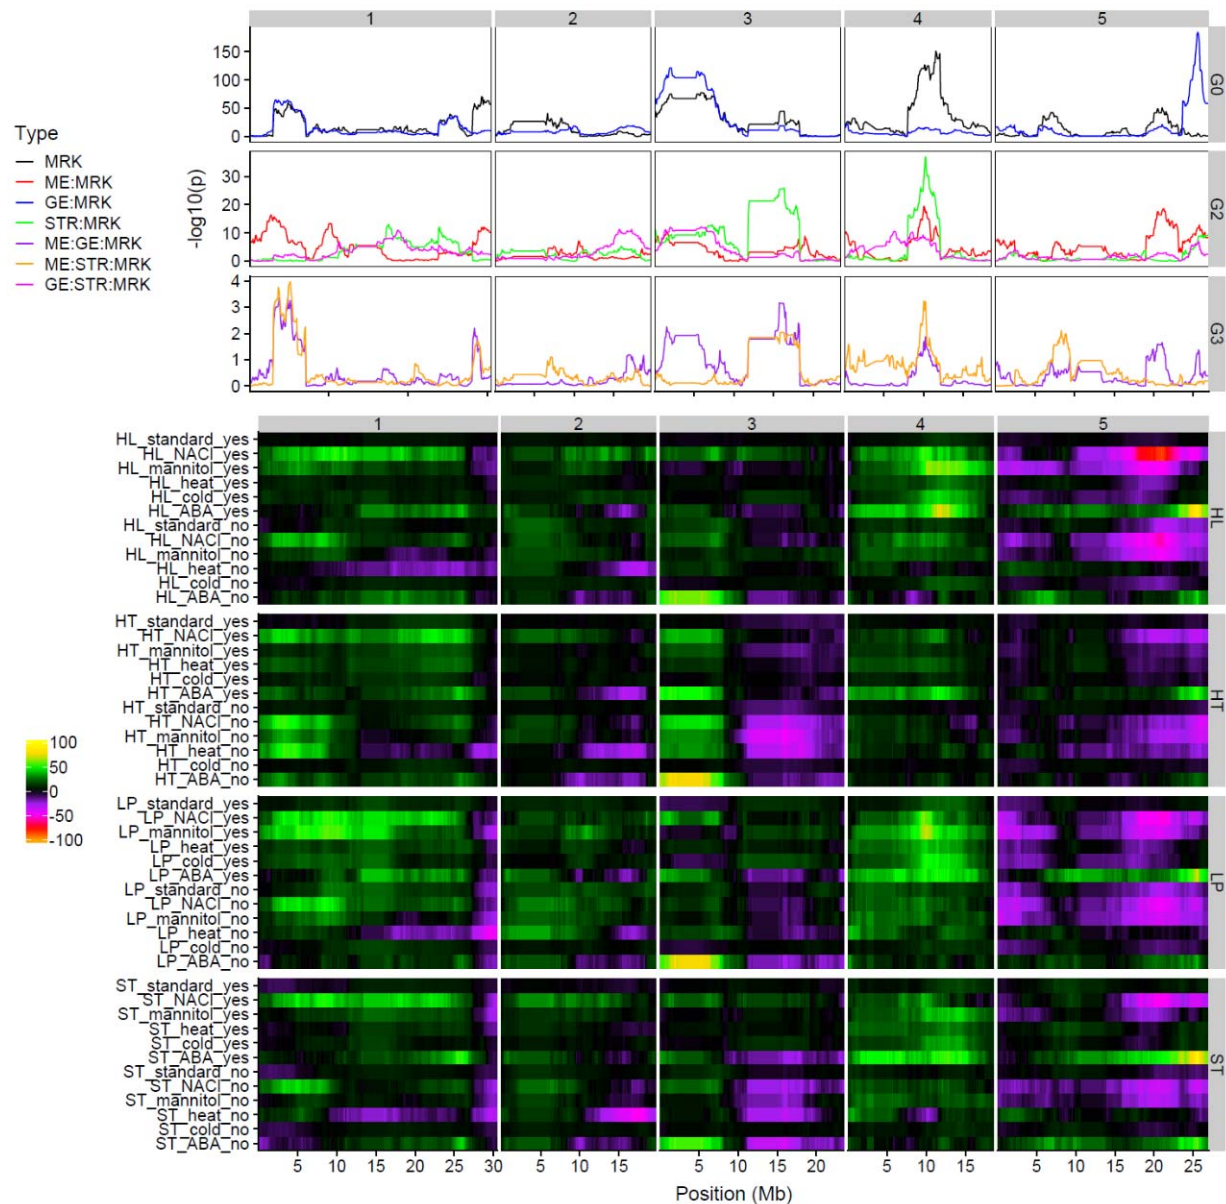 1 2 3 4 5
150
100
50
0
G0
Type
MRK
ME:MRK
GE:MRK
STR:MRK
ME:GE:MRK
ME:STR:MRK
GE:STR:MRK
-log10(p)
30
20
10
0
G2
4
3
2
1
0
G3
1 2 3 4 5
HL_standard_yes
HL_NACl_yes
HL_mannitol_yes
HL_heat_yes
HL_cold_yes
HL_ABA_yes
HL_standard_no
HL_NACl_no
HL_mannitol_no
HL_heat_no
HL_cold_no
HL_ABA_no
HL
HT_standard_yes
HT_NACl_yes
HT_mannitol_yes
HT_heat_yes
HT_cold_yes
HT_ABA_yes
HT_standard_no
HT_NACl_no
HT_mannitol_no
HT_heat_no
HT_cold_no
HT_ABA_no
HT
100
50
0
-50
-100
LP_standard_yes
LP_NACl_yes
LP_mannitol_yes
LP_heat_yes
LP_cold_yes
LP_ABA_yes
LP_standard_no
LP_NACl_no
LP_mannitol_no
LP_heat_no
LP_cold_no
LP_ABA_no
LP
ST_standard_yes
ST_NACl_yes
ST_mannitol_yes
ST_heat_yes
ST_cold_yes
ST_ABA_yes
ST_standard_no
ST_NACl_no
ST_mannitol_no
ST_heat_no
ST_cold_no
ST_ABA_no
ST
5 10 15 20 25 30 5 10 15 5 10 15 20 5 10 15 5 10 15 20 25
Position (Mb)